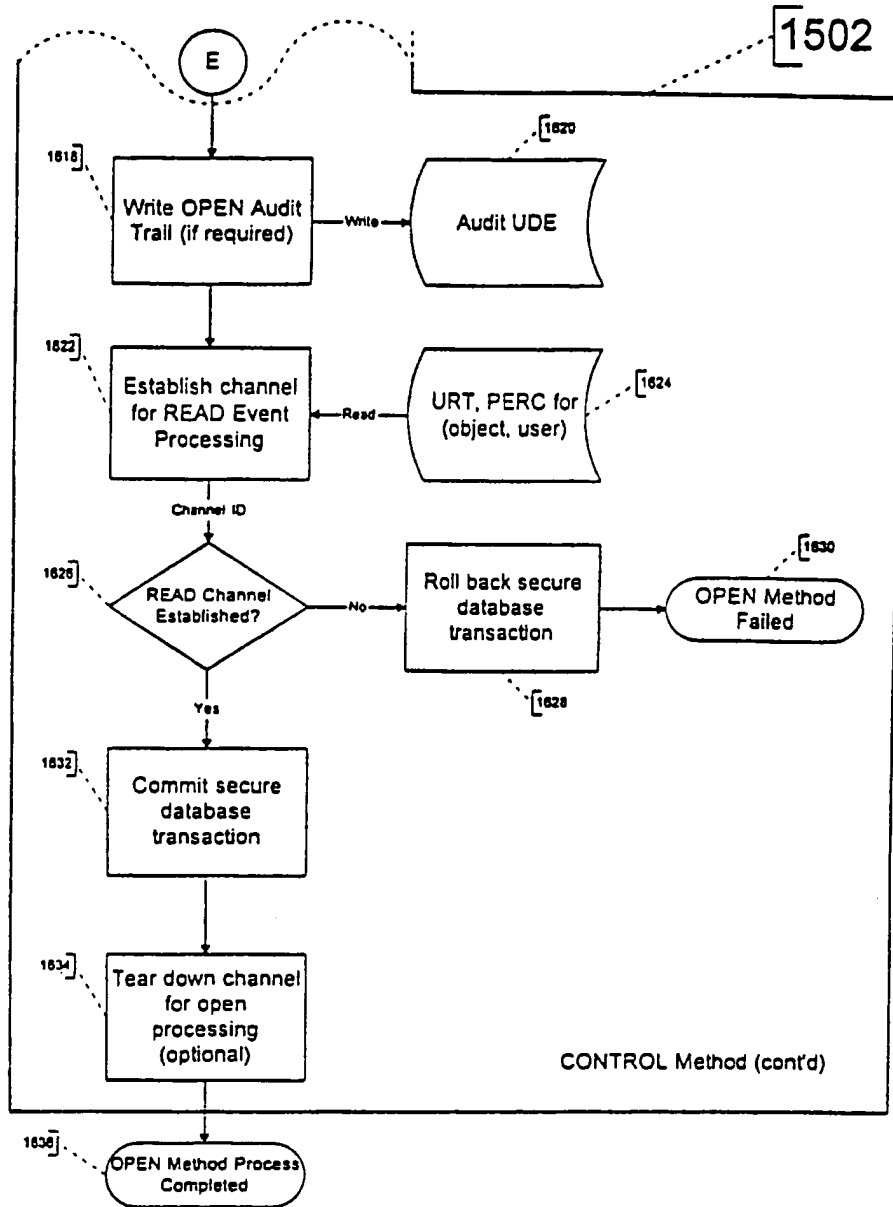 1502
E
1618
Write OPEN Audit
Trail (if required)
Write
1620
Audit UDE
1622
Establish channel
for READ Event
Processing
Read
URT, PERC for
(object, user)
1624
Channel ID
1626
READ Channel
Established?
No
Roll back secure
database
transaction
1628
1630
OPEN Method
Failed
Yes
1632
Commit secure
database
transaction
1634
Tear down channel
for open
processing
(optional)
CONTROL Method (cont'd)
1636
OPEN Method Process
Completed